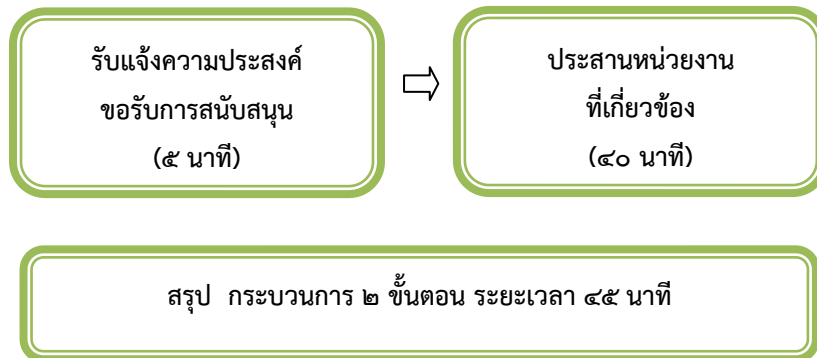 รับแจ้งความประสงค์
ขอรับการสนับสนุน
(๕ นาที)
ประสานหน่วยงาน
ที่เกี่ยวข้อง
(๔๐ นาที)
สรุป กระบวนการ ๒ ขั้นตอน ระยะเวลา ๔๕ นาที